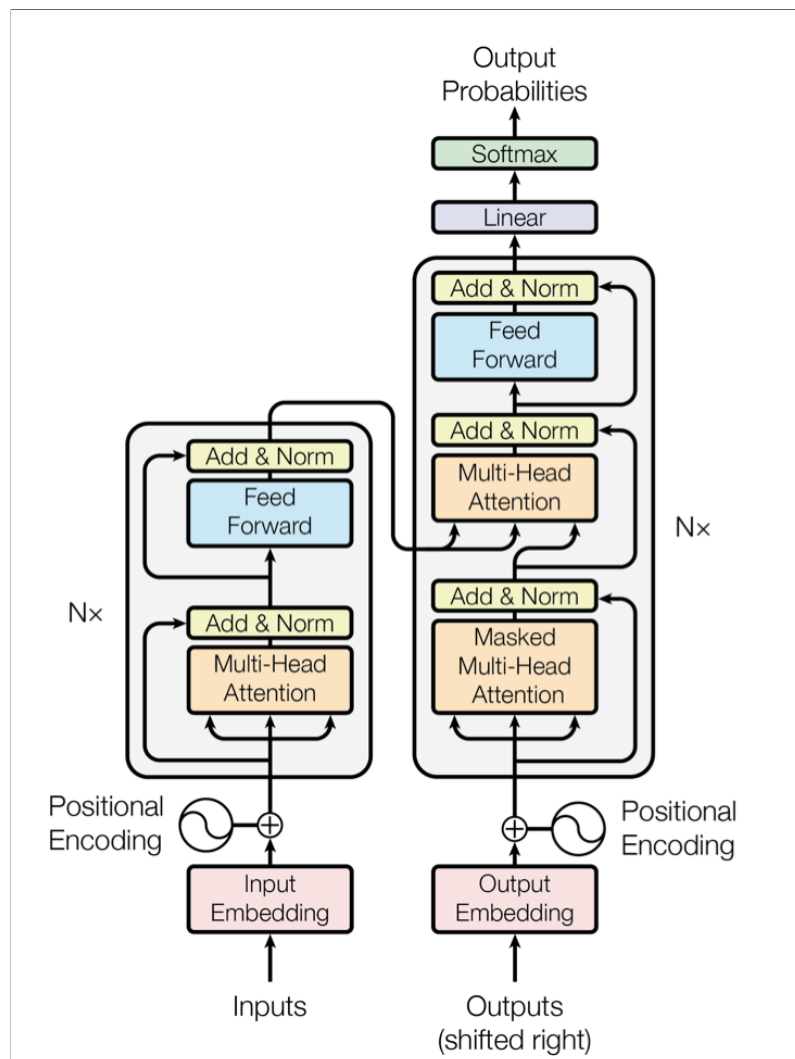 Output
Probabilities
Softmax
Linear
Add & Norm
Feed
Forward
Add & Norm
Multi-Head
Attention
Add & Norm
Masked
Multi-Head
Attention
Nx
Add & Norm
Feed
Forward
Add & Norm
Multi-Head
Attention
Nx
Positional
Encoding
Positional
Encoding
Input
Embedding
Output
Embedding
Inputs
Outputs
(shifted right)